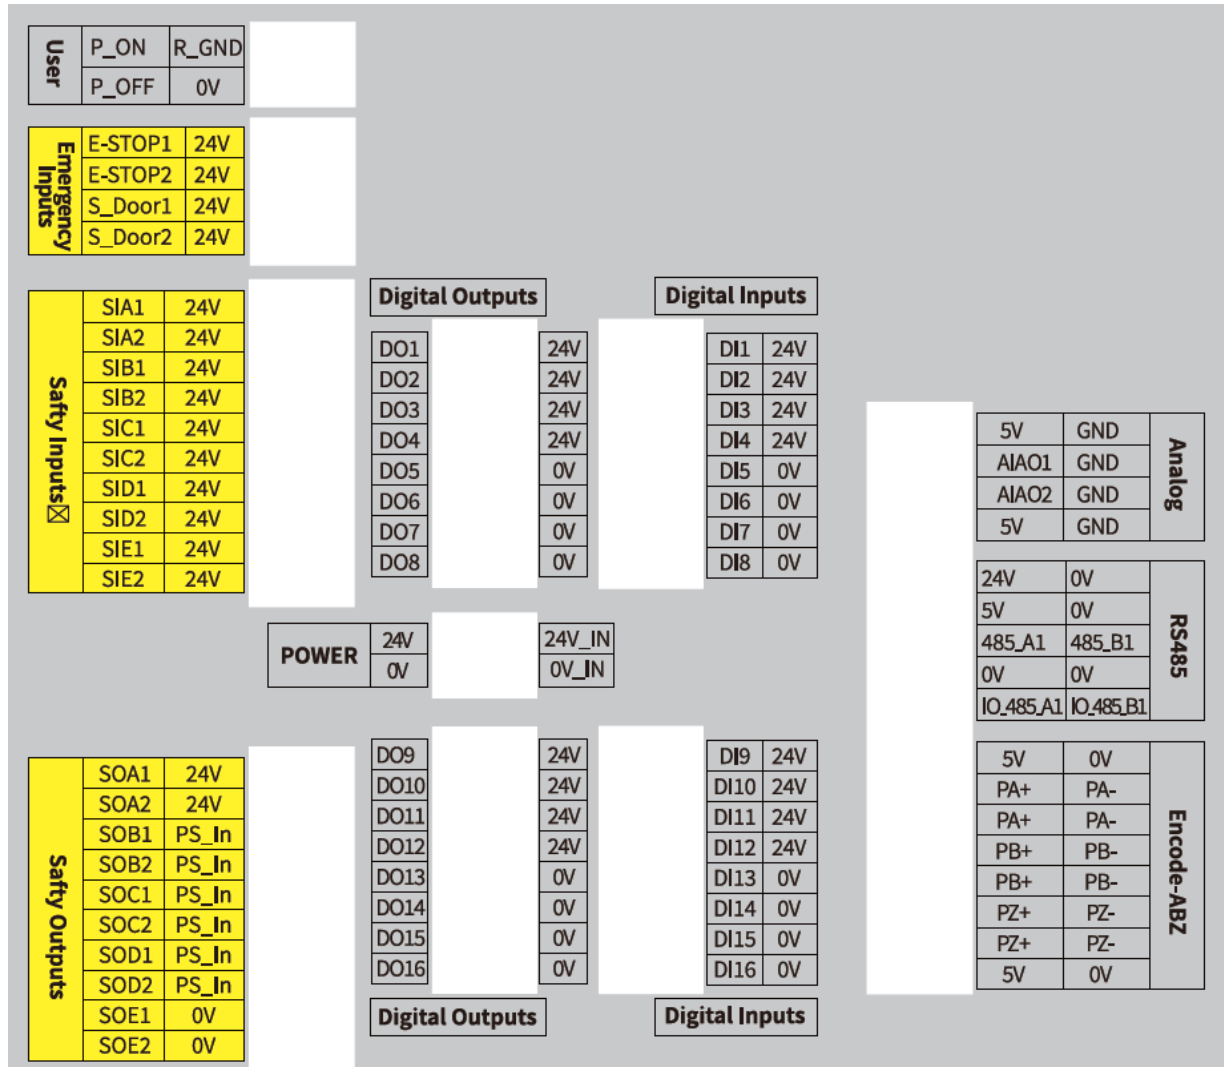 User
P_ON R_GND
P_OFF 0V
Emergency
Inputs
E-STOP1 24V
E-STOP2 24V
S_Door1 24V
S_Door2 24V
Safty Inputs
SIA1 24V
SIA2 24V
SIB1 24V
SIB2 24V
SIC1 24V
SIC2 24V
SID1 24V
SID2 24V
SIE1 24V
SIE2 24V
Digital Outputs
DO1 24V
DO2 24V
DO3 24V
DO4 24V
DO5 0V
DO6 0V
DO7 0V
DO8 0V
Digital Inputs
DI1 24V
DI2 24V
DI3 24V
DI4 24V
DI5 0V
DI6 0V
DI7 0V
DI8 0V
POWER
24V 24V_IN
0V 0V_IN
Safty Outputs
SOA1 24V
SOA2 24V
SOB1 PS_In
SOB2 PS_In
SOC1 PS_In
SOC2 PS_In
SOD1 PS_In
SOD2 PS_In
SOE1 0V
SOE2 0V
DO9 24V
DO10 24V
DO11 24V
DO12 24V
DO13 0V
DO14 0V
DO15 0V
DO16 0V
Digital Outputs
DI9 24V
DI10 24V
DI11 24V
DI12 24V
DI13 0V
DI14 0V
DI15 0V
DI16 0V
Digital Inputs
Analog
5V GND
AIAO1 GND
AIAO2 GND
5V GND
RS485
24V 0V
5V 0V
485_A1 485_B1
0V 0V
IO_485_A1 IO_485_B1
Encode-ABZ
5V 0V
PA+ PA-
PA+ PA-
PB+ PB-
PB+ PB-
PZ+ PZ-
PZ+ PZ-
5V 0V